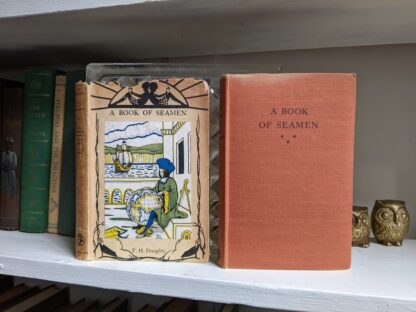 A BOOK OF SEAMEN
F. H. Doughty
A BOOK
OF SEAMEN